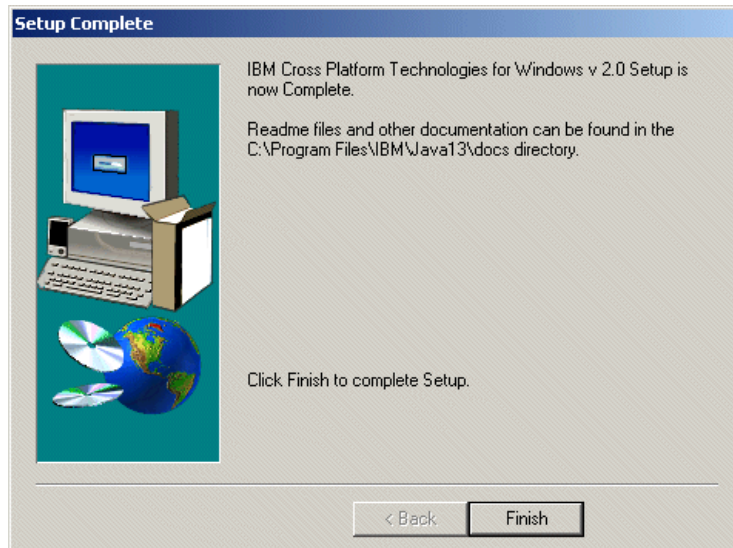 Setup Complete
IBM Cross Platform Technologies for Windows v 2.0 Setup is
now Complete.
Readme files and other documentation can be found in the
C:\Program Files\IBM\Java13\docs directory.
Click Finish to complete Setup.
< Back
Finish